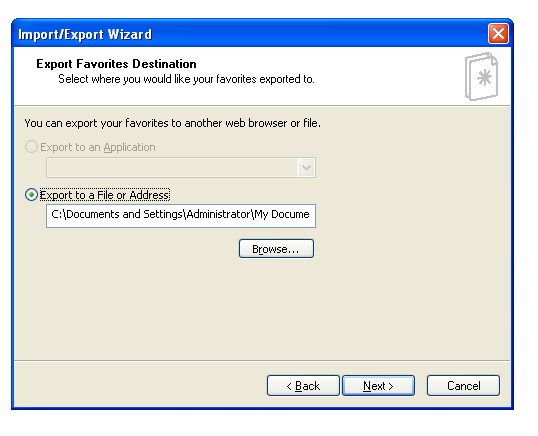 Import/Export Wizard
Export Favorites Destination
Select where you would like your favorites exported to.
You can export your favorites to another web browser or file.
Export to an Application
Export to a File or Address
C:\Documents and Settings\Administrator\My Docume
Browse...
< Back
Next >
Cancel